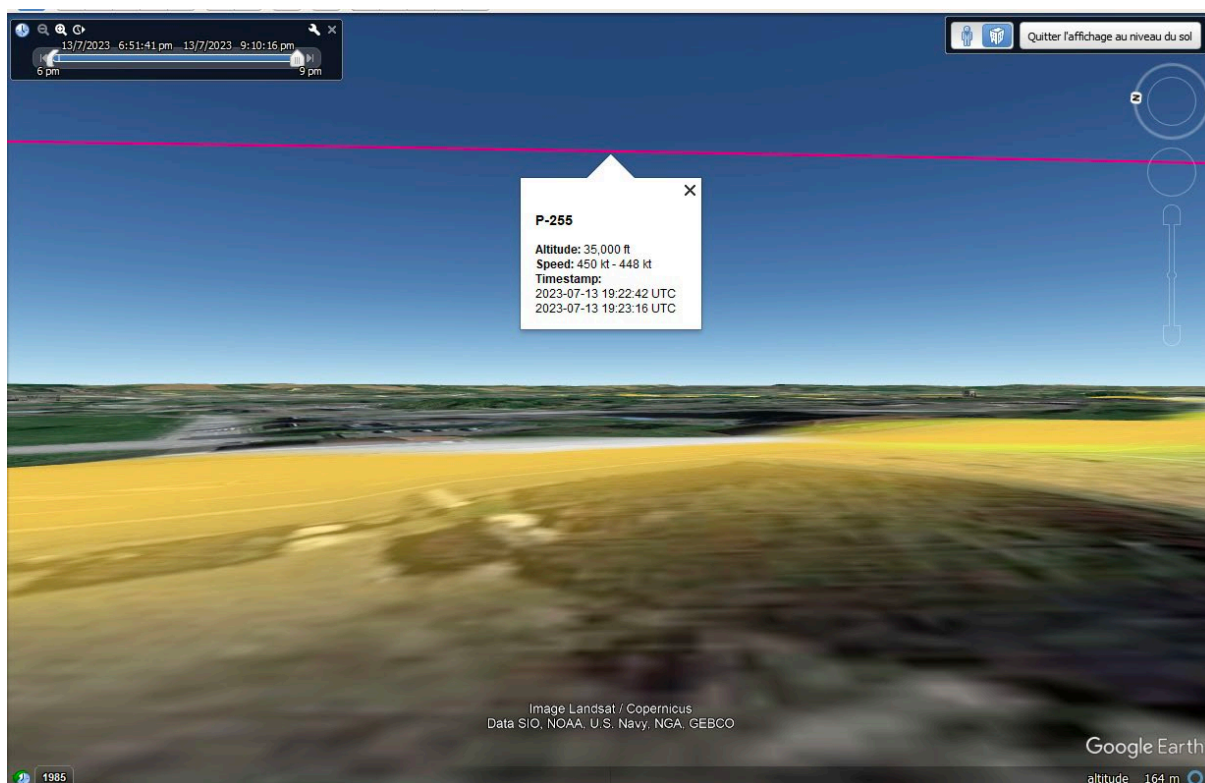 13/7/2023 6:51:41 pm 13/7/2023 9:10:16 pm
6 pm 9 pm
Quitter l'affichage au niveau du sol
N
P-255
Altitude: 35,000 ft
Speed: 450 kt - 448 kt
Timestamp:
2023-07-13 19:22:42 UTC
2023-07-13 19:23:16 UTC
Image Landsat / Copernicus
Data SIO, NOAA, U.S. Navy, NGA, GEBCO
Google Earth
1985
altitude 164 m